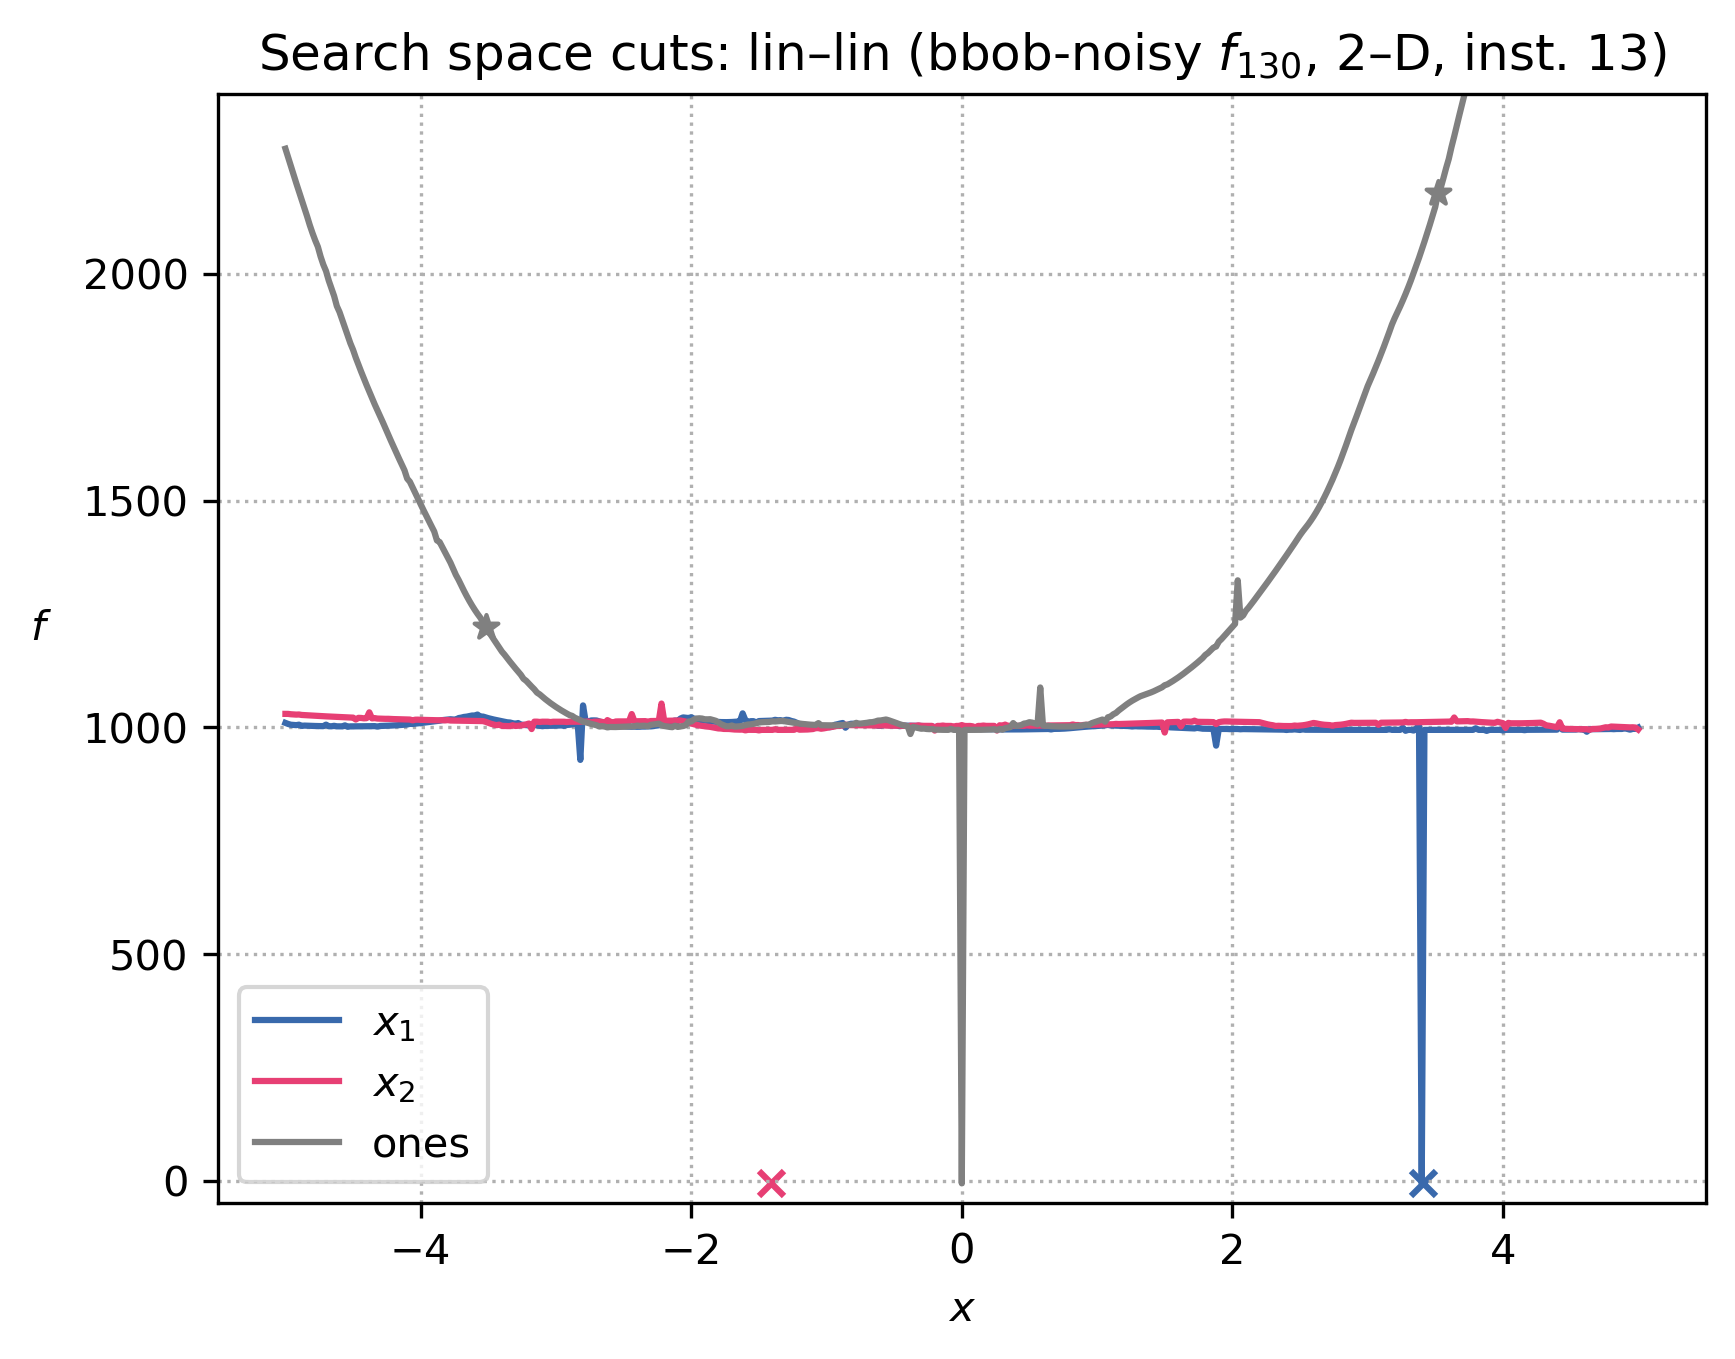 Search space cuts: lin–lin (bbob-noisy f₁₃₀, 2–D, inst. 13)
2000
1500
1000
500
0
f
x₁
x₂
ones
−4
−2
0
2
4
x